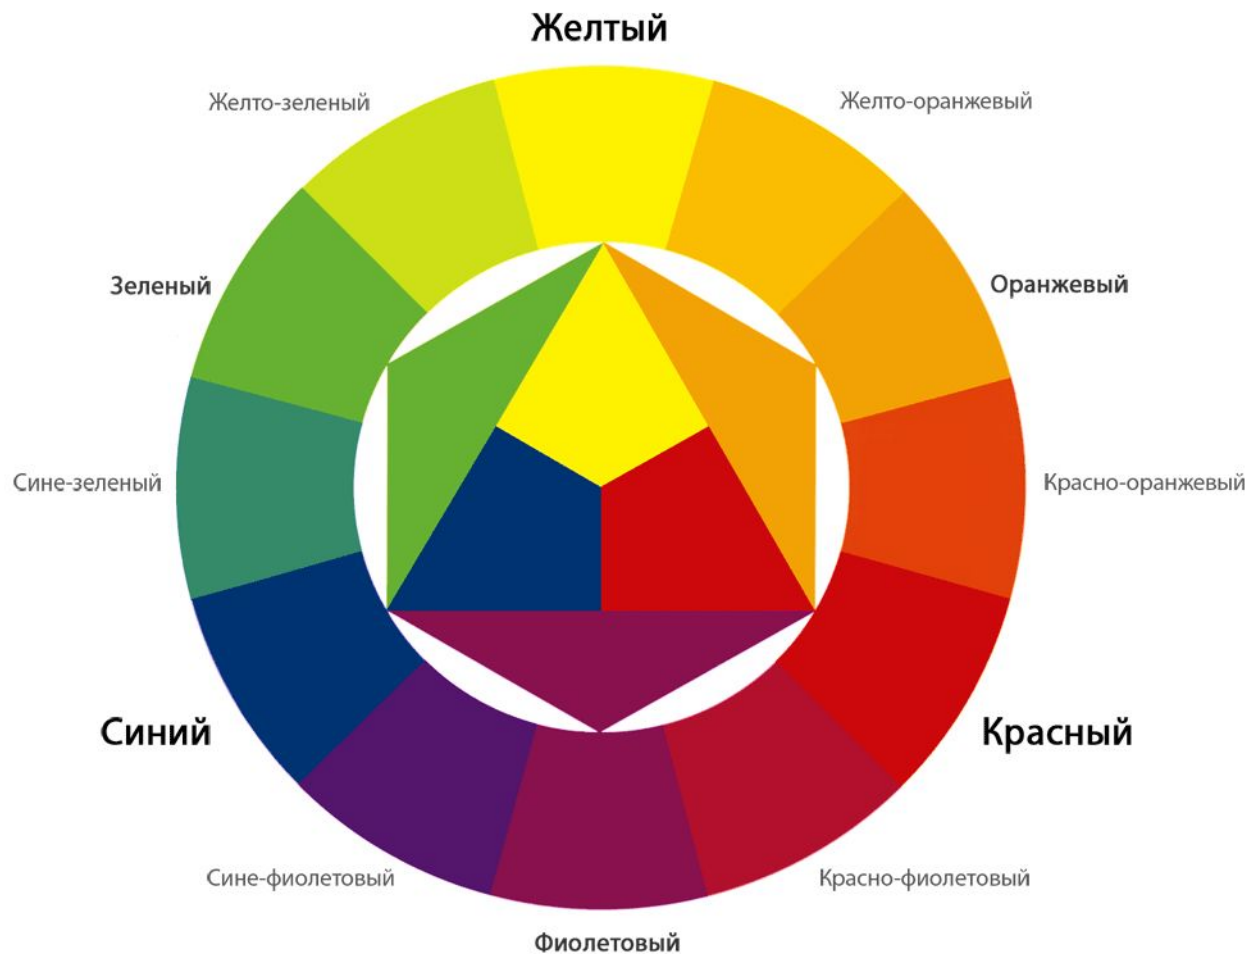 Желтый
Желто-зеленый
Желто-оранжевый
Зеленый
Оранжевый
Сине-зеленый
Красно-оранжевый
Синий
Красный
Сине-фиолетовый
Красно-фиолетовый
Фиолетовый